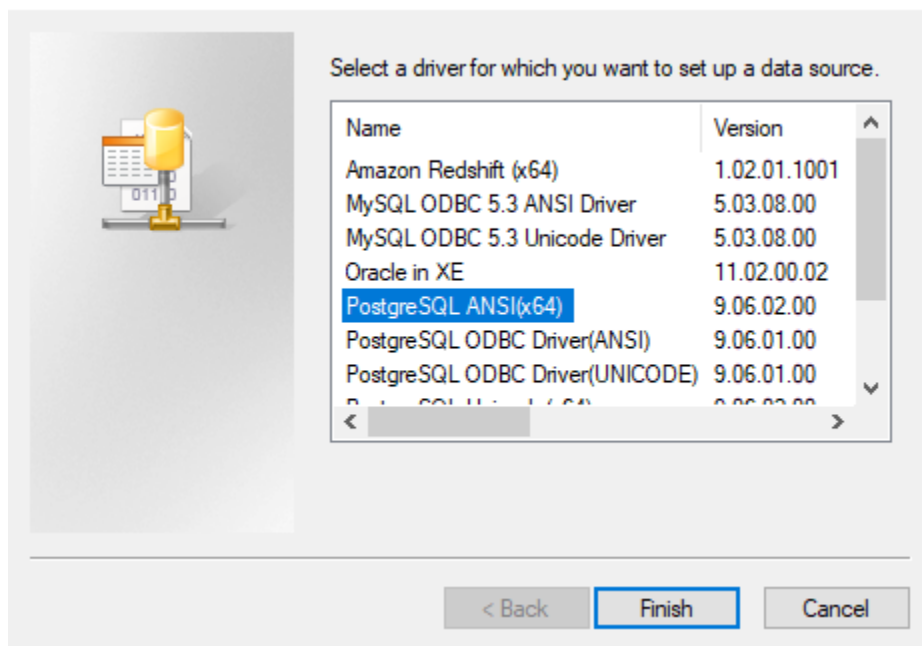 Select a driver for which you want to set up a data source.
Name Version
Amazon Redshift (x64) 1.02.01.1001
MySQL ODBC 5.3 ANSI Driver 5.03.08.00
MySQL ODBC 5.3 Unicode Driver 5.03.08.00
Oracle in XE 11.02.00.02
PostgreSQL ANSI(x64) 9.06.02.00
PostgreSQL ODBC Driver(ANSI) 9.06.01.00
PostgreSQL ODBC Driver(UNICODE) 9.06.01.00
< Back Finish Cancel